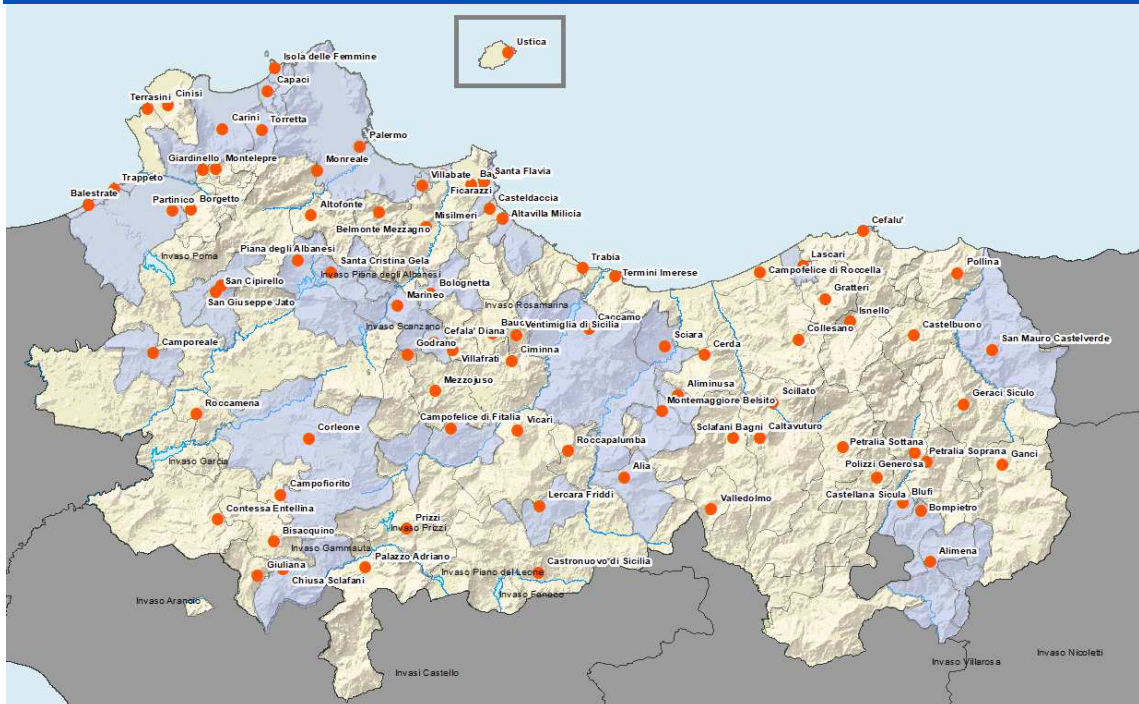 Ustica
Isola delle Femmine
Capaci
Terrasini
Cinisi
Carini
Torretta
Palermo
Giardinello
Montelepre
Monreale
Villabate
Ba
Santa Flavia
Trappeto
Ficarazzi
Balestrate
Partinico
Borgetto
Altofonte
Casteldaccia
Misilmeri
Altavilla Milicia
Belmonte Mezzagno
Cefalu'
Piana degli Albanesi
Invaso Poma
Santa Cristina Gela
Invaso Piana degli Albanesi
Trabia
Termini Imerese
Lascari
Campofelice di Roccella
Pollina
San Cipirello
Bolognetta
Gratteri
San Giuseppe Jato
Marineo
Invaso Rosamarina
Caccamo
Isnello
Invaso Scanzano
Cefala' Diana
Bauc
Ventimiglia di Sicilia
Sciara
Collesano
Castelbuono
San Mauro Castelverde
Camporeale
Godrano
Villafrati
Ciminna
Cerda
Mezzojuso
Aliminusa
Scillato
Geraci Siculo
Roccamena
Montemaggiore Belsito
Campofelice di Fitalia
Vicari
Sclafani Bagni
Caltavuturo
Corleone
Roccapalumba
Petralia Sottana
Petralia Soprana
Ganci
Invaso Garcia
Alia
Polizzi Generosa
Campofiorito
Castellana Sicula
Blufi
Contessa Entellina
Lercara Friddi
Valledolmo
Bompietro
Prizzi
Invaso Prizzi
Bisacquino
Invaso Gammauta
Palazzo Adriano
Alimena
Giuliana
Chiusa Sclafani
Invaso Piano del Leone
Castronuovo di Sicilia
Invaso Fanaco
Invaso Arancio
Invasi Castello
Invaso Villarosa
Invaso Nicoletti